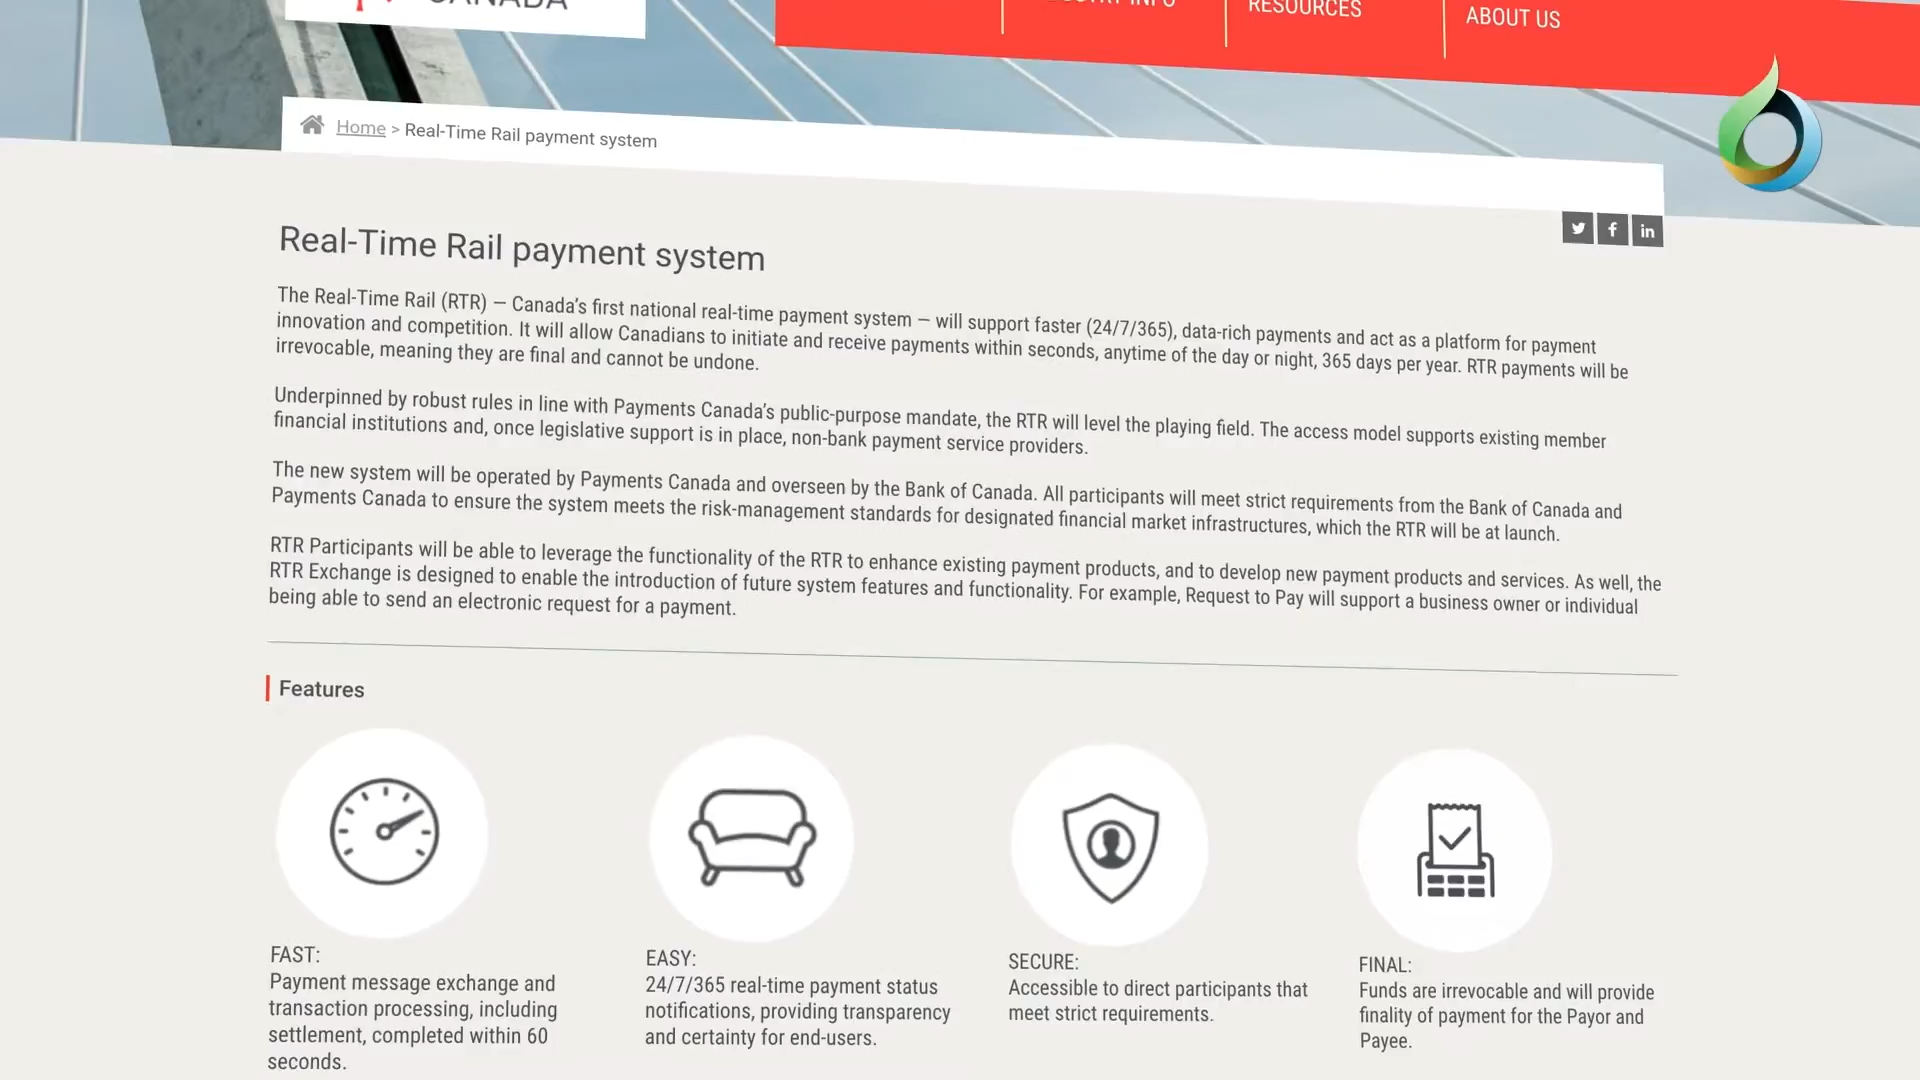 CANADA
RESOURCES
ABOUT US
Home > Real-Time Rail payment system
Real-Time Rail payment system
The Real-Time Rail (RTR) — Canada's first national real-time payment system — will support faster (24/7/365), data-rich payments and act as a platform for payment
innovation and competition. It will allow Canadians to initiate and receive payments within seconds, anytime of the day or night, 365 days per year. RTR payments will be
irrevocable, meaning they are final and cannot be undone.
Underpinned by robust rules in line with Payments Canada's public-purpose mandate, the RTR will level the playing field. The access model supports existing member
financial institutions and, once legislative support is in place, non-bank payment service providers.
The new system will be operated by Payments Canada and overseen by the Bank of Canada. All participants will meet strict requirements from the Bank of Canada and
Payments Canada to ensure the system meets the risk-management standards for designated financial market infrastructures, which the RTR will be at launch.
RTR Participants will be able to leverage the functionality of the RTR to enhance existing payment products, and to develop new payment products and services. As well, the
RTR Exchange is designed to enable the introduction of future system features and functionality. For example, Request to Pay will support a business owner or individual
being able to send an electronic request for a payment.
Features
FAST:
Payment message exchange and
transaction processing, including
settlement, completed within 60
seconds.
EASY:
24/7/365 real-time payment status
notifications, providing transparency
and certainty for end-users.
SECURE:
Accessible to direct participants that
meet strict requirements.
FINAL:
Funds are irrevocable and will provide
finality of payment for the Payor and
Payee.